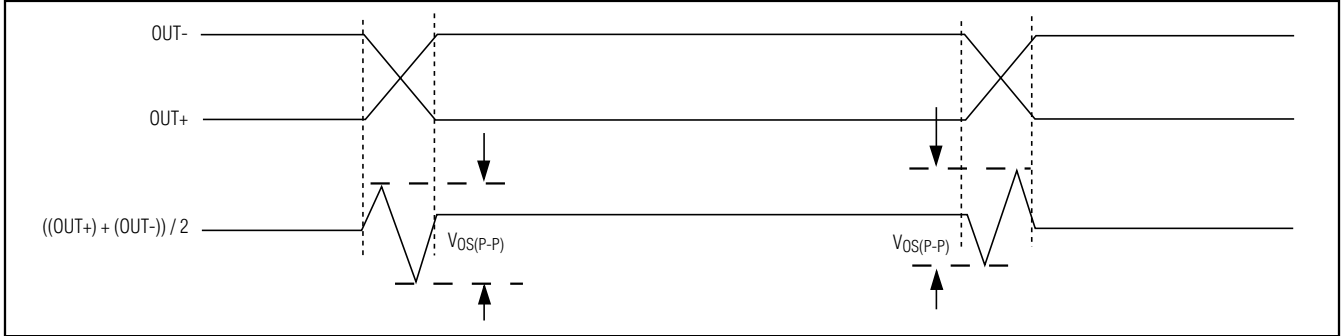 OUT-
OUT+
((OUT+) + (OUT-)) / 2
VOS(P-P)
VOS(P-P)